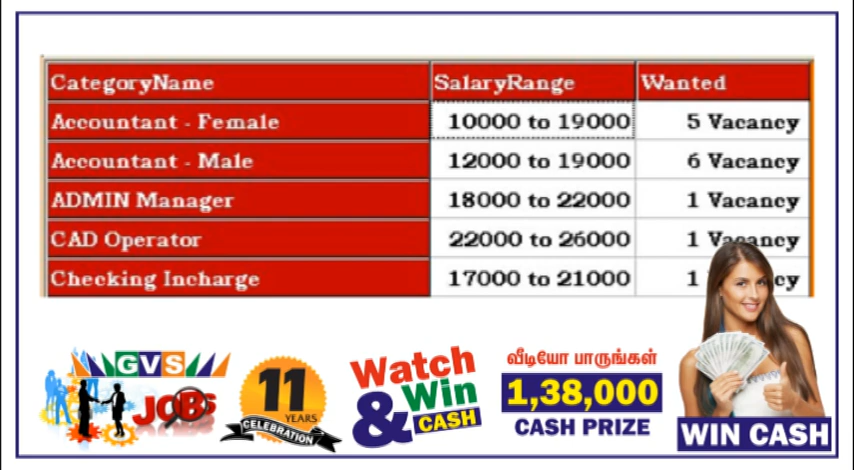 CategoryName SalaryRange Wanted
Accountant - Female 10000 to 19000 5 Vacancy
Accountant - Male 12000 to 19000 6 Vacancy
ADMIN Manager 18000 to 22000 1 Vacancy
CAD Operator 22000 to 26000 1 Vacancy
Checking Incharge 17000 to 21000 1 cy
GVS
JOBS
11
YEARS
CELEBRATION
Watch
& Win
CASH
வீடியோ பாருங்கள்
1,38,000
CASH PRIZE
WIN CASH